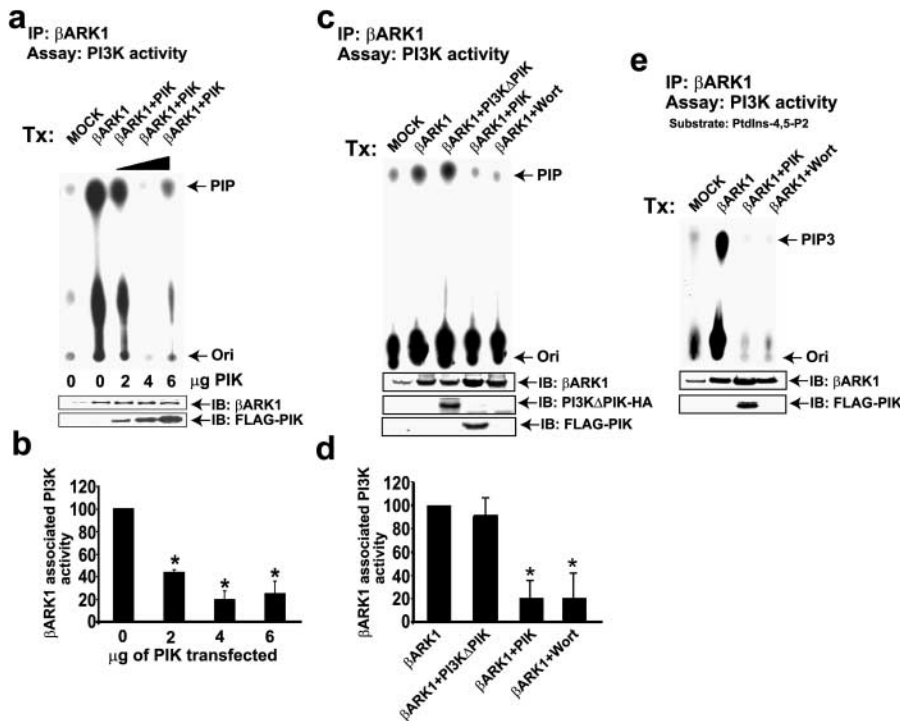 a
IP: βARK1
Assay: PI3K activity
Tx:
MOCK
βARK1
βARK1+PIK
βARK1+PIK
βARK1+PIK
PIP
Ori
0 0 2 4 6 μg PIK
IB: βARK1
IB: FLAG-PIK
b
βARK1 associated PI3K
activity
120
100
80
60
40
20
0
*
*
*
0 2 4 6
μg of PIK transfected
c
IP: βARK1
Assay: PI3K activity
Tx:
MOCK
βARK1
βARK1+PI3KΔPIK
βARK1+PIK
βARK1+Wort
PIP
Ori
IB: βARK1
IB: PI3KΔPIK-HA
IB: FLAG-PIK
d
βARK1 associated PI3K
activity
120
100
80
60
40
20
0
*
*
βARK1
βARK1+PI3KΔPIK
βARK1+PIK
βARK1+Wort
e
IP: βARK1
Assay: PI3K activity
Substrate: PtdIns-4,5-P2
Tx:
MOCK
βARK1
βARK1+PIK
βARK1+Wort
PIP3
Ori
IB: βARK1
IB: FLAG-PIK